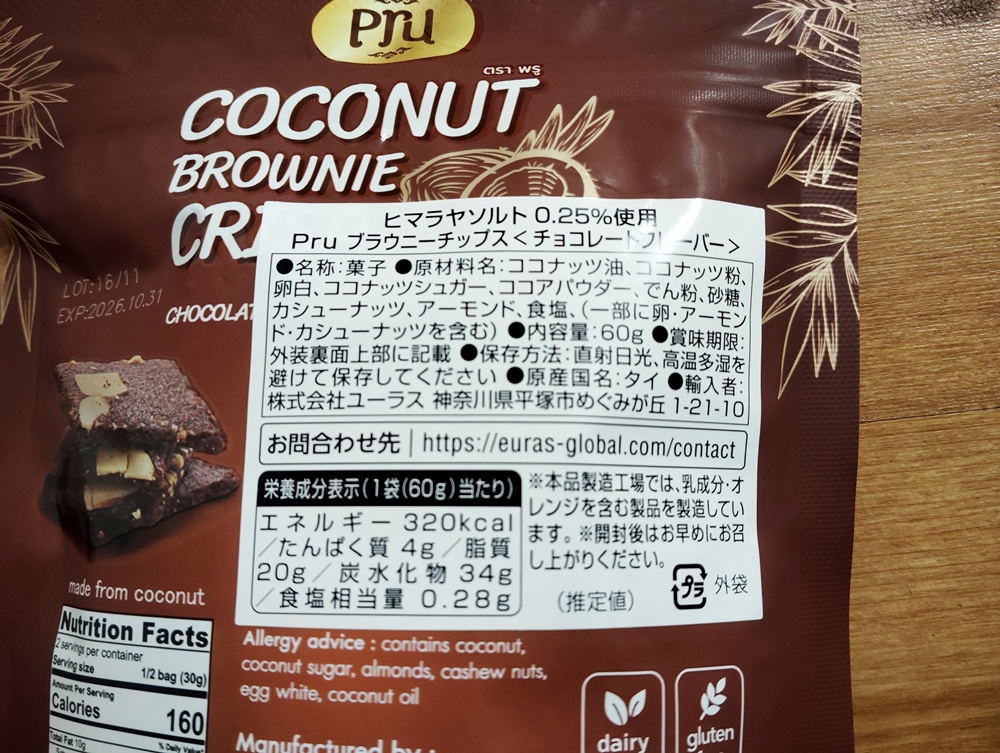 Pru
ตรา พรู
COCONUT
BROWNIE
ヒマラヤソルト 0.25%使用
Pru ブラウニーチップス<チョコレートフレーバー>
●名称:菓子 ●原材料名:ココナッツ油、ココナッツ粉、
卵白、ココナッツシュガー、ココアパウダー、でん粉、砂糖、
カシューナッツ、アーモンド、食塩、(一部に卵・アーモン
ド・カシューナッツを含む) ●内容量:60g ●賞味期限:
外装裏面上部に記載 ●保存方法:直射日光、高温多湿を
避けて保存してください ●原産国名:タイ ●輸入者:
株式会社ユーラス 神奈川県平塚市めぐみが丘 1-21-10
お問合わせ先 | https://euras-global.com/contact
栄養成分表示(1袋(60g)当たり)
エネルギー 320kcal
/たんぱく質 4g/脂質
20g/炭水化物 34g
/食塩相当量 0.28g
※本品製造工場では、乳成分・オ
レンジを含む製品を製造してい
ます。※開封後はお早めにお召
し上がりください。
(推定値)
プラ 外袋
LOT:16/11
EXP:2026.10.31
made from coconut
Nutrition Facts
2 servings per container
Serving size 1/2 bag (30g)
Amount Per Serving
Calories 160
% Daily Value*
Total Fat 10g
Allergy advice : contains coconut,
coconut sugar, almonds, cashew nuts,
egg white, coconut oil
Manufactured by :
dairy
gluten